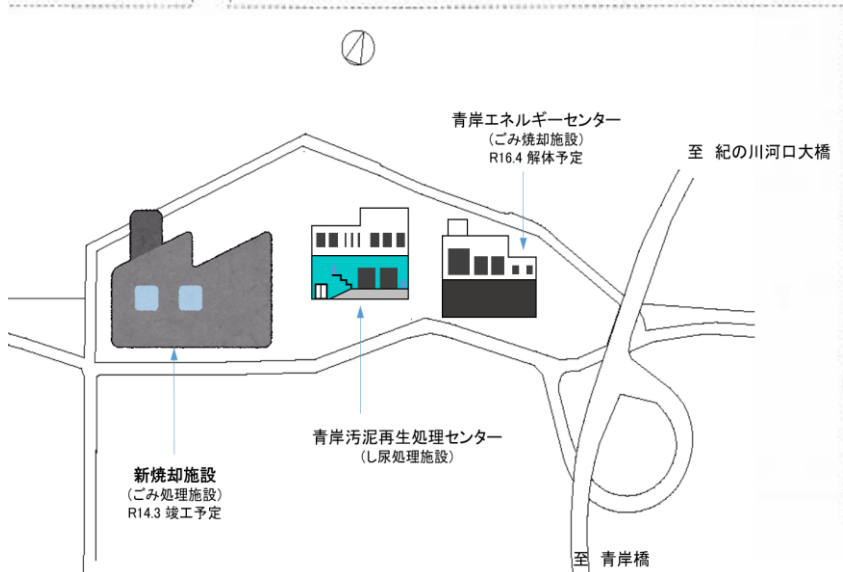 青岸エネルギーセンター
(ごみ焼却施設)
R16.4 解体予定
至 紀の川河口大橋
青岸汚泥再生処理センター
(し尿処理施設)
新焼却施設
(ごみ処理施設)
R14.3 竣工予定
至 青岸橋